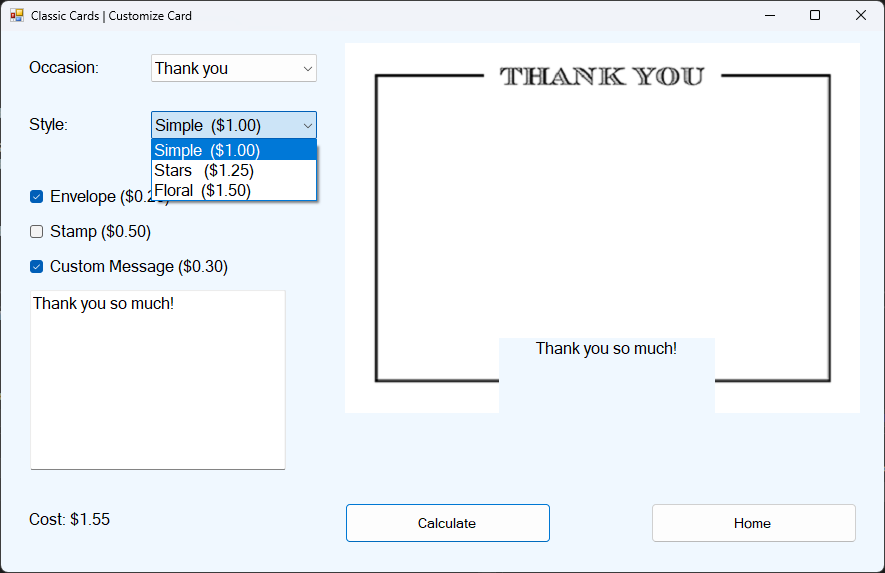 Classic Cards | Customize Card
Occasion:
Thank you
Style:
Simple ($1.00)
Simple ($1.00)
Stars ($1.25)
Floral ($1.50)
Envelope ($0.2
Stamp ($0.50)
Custom Message ($0.30)
Thank you so much!
THANK YOU
Thank you so much!
Cost: $1.55
Calculate
Home